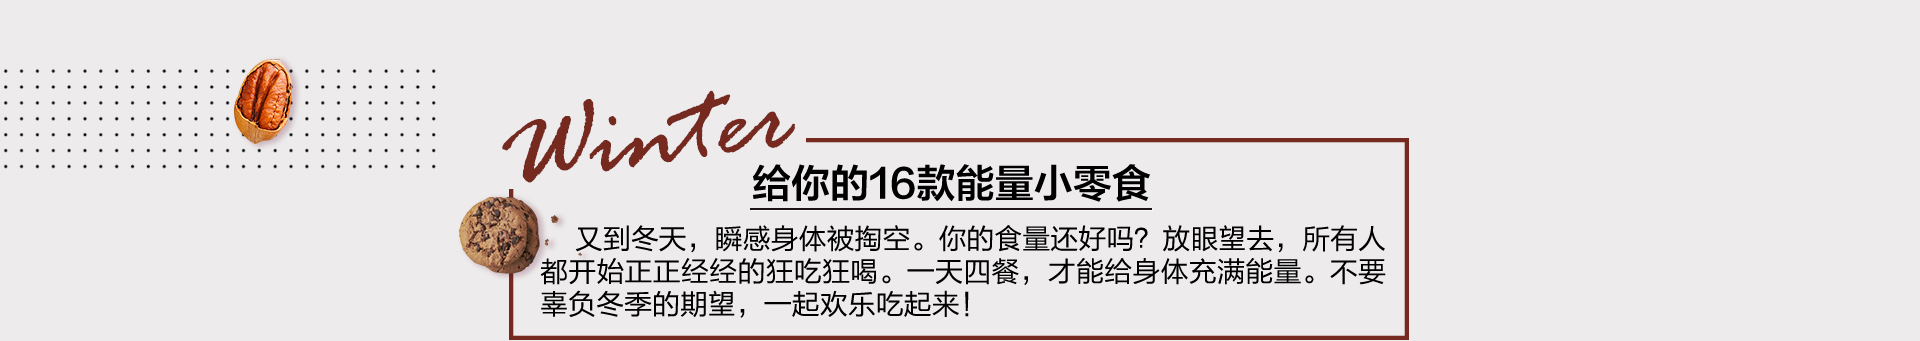 Winter
给你的16款能量小零食
又到冬天，瞬感身体被掏空。你的食量还好吗？放眼望去，所有人
都开始正正经经的狂吃狂喝。一天四餐，才能给身体充满能量。不要
辜负冬季的期望，一起欢乐吃起来！